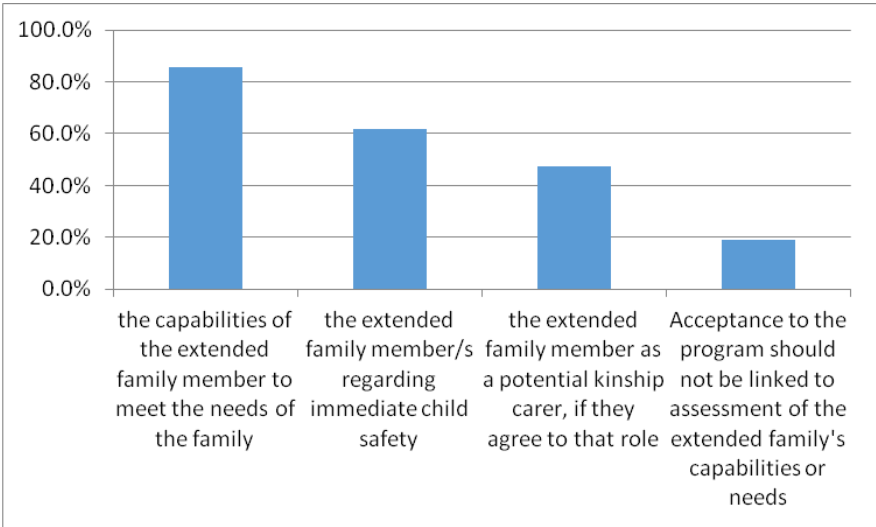 100.0%
80.0%
60.0%
40.0%
20.0%
0.0%
the capabilities of
the extended
family member to
meet the needs of
the family
the extended
family member/s
regarding
immediate child
safety
the extended
family member as
a potential kinship
carer, if they
agree to that role
Acceptance to the
program should
not be linked to
assessment of the
extended family's
capabilities or
needs